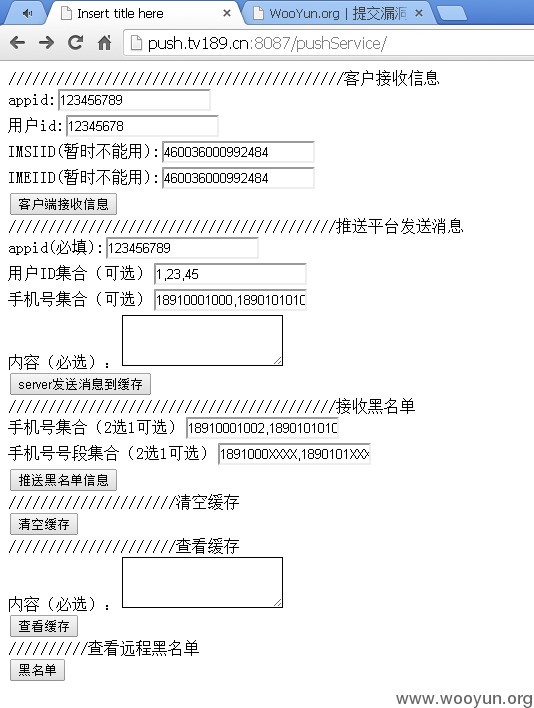 Insert title here
WooYun.org | 提交漏洞
push.tv189.cn:8087/pushService/
//////////////////////////////////////////客户接收信息
appid:123456789
用户id:12345678
IMSIID(暂时不能用):460036000992484
IMEIID(暂时不能用):460036000992484
客户端接收信息
/////////////////////////////////////////推送平台发送消息
appid(必填):123456789
用户ID集合（可选）1,23,45
手机号集合（可选）18910001000,1890101010
内容（必选）：
server发送消息到缓存
/////////////////////////////////////////接收黑名单
手机号集合（2选1可选）18910001002,1890101010
手机号号段集合（2选1可选）1891000XXXX,1890101XXX
推送黑名单信息
/////////////////////清空缓存
清空缓存
/////////////////////查看缓存
内容（必选）：
查看缓存
//////////查看远程黑名单
黑名单
www.wooyun.org